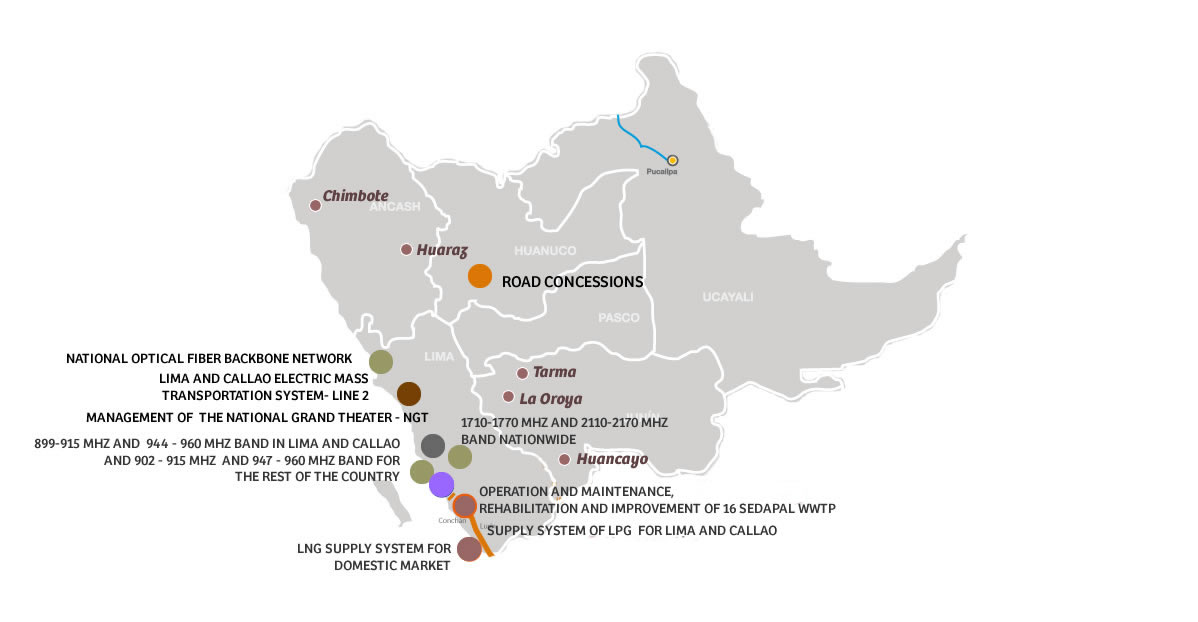 Pucallpa
Chimbote
ANCASH
Huaraz
HUANUCO
ROAD CONCESSIONS
UCAYALI
PASCO
LIMA
NATIONAL OPTICAL FIBER BACKBONE NETWORK
LIMA AND CALLAO ELECTRIC MASS
TRANSPORTATION SYSTEM- LINE 2
Tarma
La Oroya
JUNÍN
MANAGEMENT OF THE NATIONAL GRAND THEATER - NGT
1710-1770 MHZ AND 2110-2170 MHZ
BAND NATIONWIDE
899-915 MHZ AND 944 - 960 MHZ BAND IN LIMA AND CALLAO
AND 902 - 915 MHZ AND 947 - 960 MHZ BAND FOR
THE REST OF THE COUNTRY
Huancayo
OPERATION AND MAINTENANCE,
REHABILITATION AND IMPROVEMENT OF 16 SEDAPAL WWTP
Conchan
SUPPLY SYSTEM OF LPG FOR LIMA AND CALLAO
LNG SUPPLY SYSTEM FOR
DOMESTIC MARKET